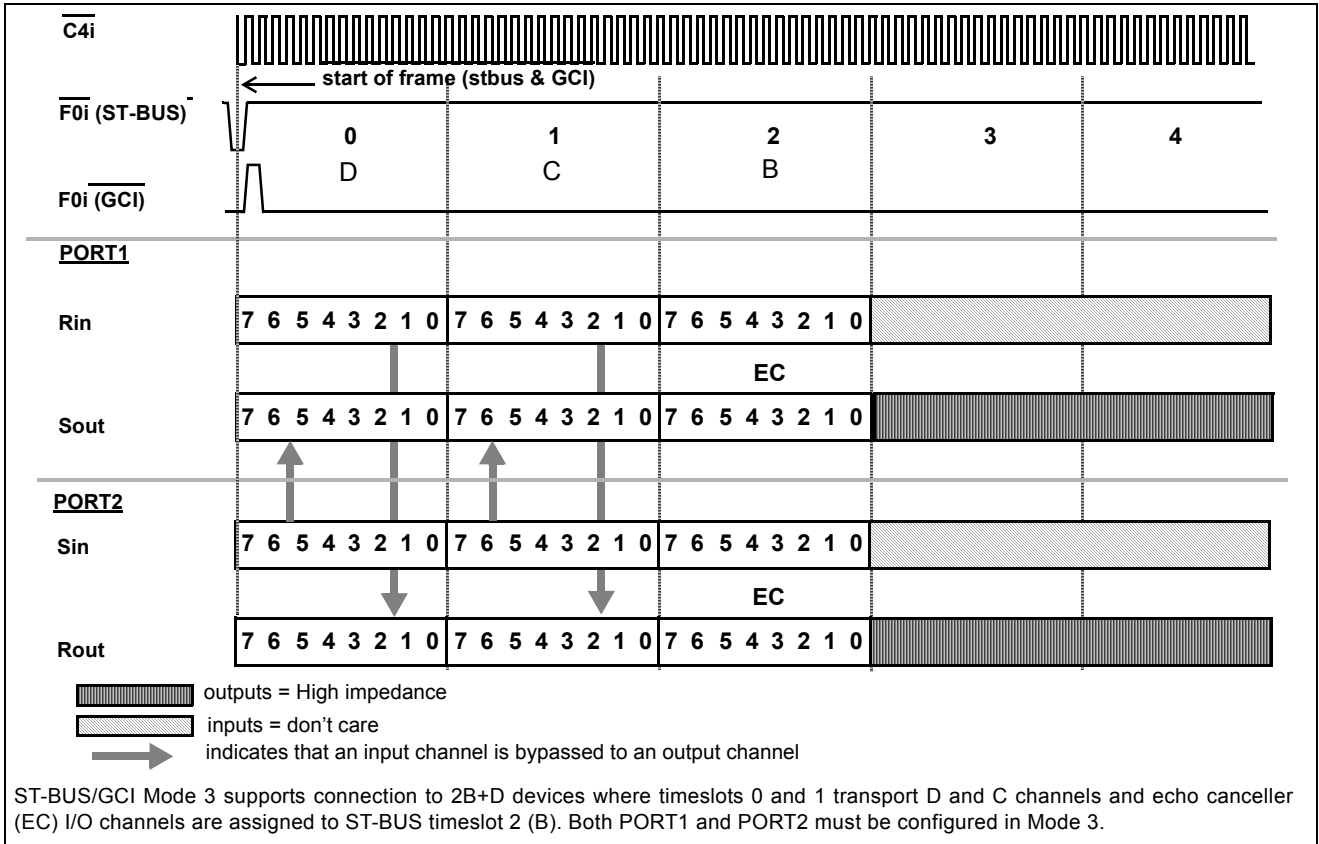 C4i
start of frame (stbus & GCI)
F0i (ST-BUS)
0 1 2 3 4
D C B
F0i (GCI)
PORT1
Rin 7 6 5 4 3 2 1 0 7 6 5 4 3 2 1 0 7 6 5 4 3 2 1 0
EC
Sout 7 6 5 4 3 2 1 0 7 6 5 4 3 2 1 0 7 6 5 4 3 2 1 0
PORT2
Sin 7 6 5 4 3 2 1 0 7 6 5 4 3 2 1 0 7 6 5 4 3 2 1 0
EC
Rout 7 6 5 4 3 2 1 0 7 6 5 4 3 2 1 0 7 6 5 4 3 2 1 0
outputs = High impedance
inputs = don't care
indicates that an input channel is bypassed to an output channel
ST-BUS/GCI Mode 3 supports connection to 2B+D devices where timeslots 0 and 1 transport D and C channels and echo canceller
(EC) I/O channels are assigned to ST-BUS timeslot 2 (B). Both PORT1 and PORT2 must be configured in Mode 3.